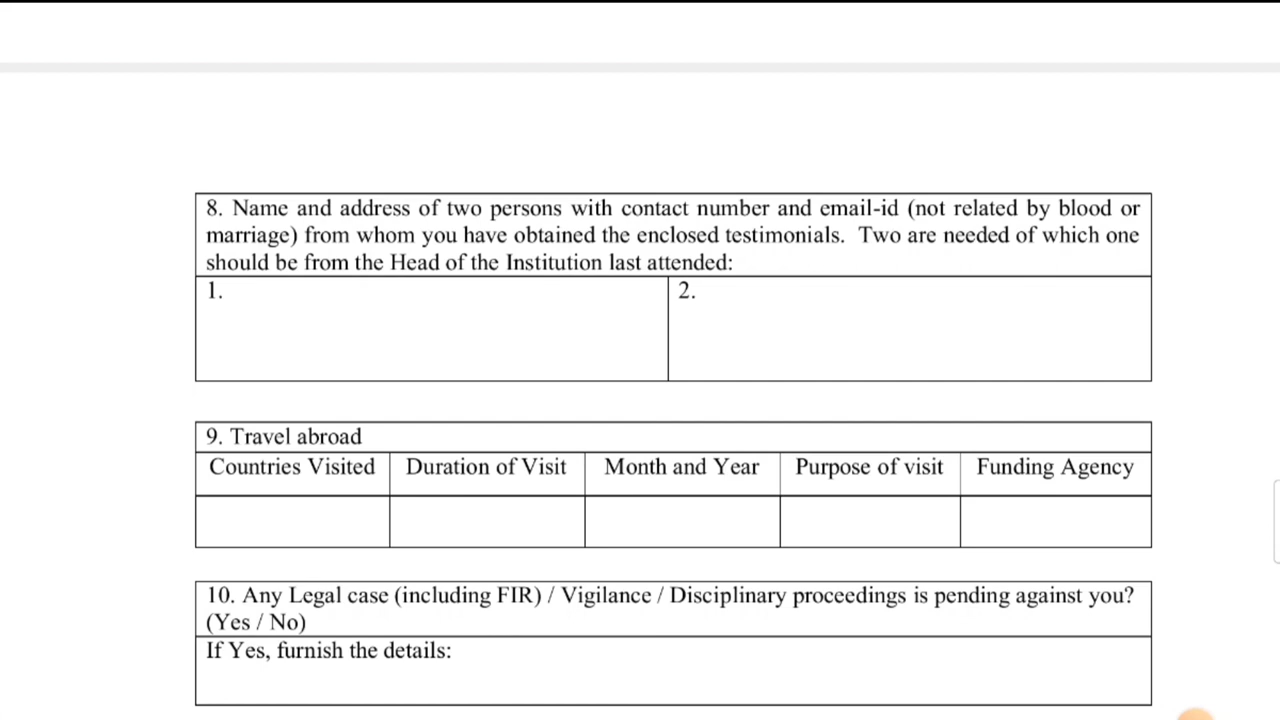 8. Name and address of two persons with contact number and email-id (not related by blood or
marriage) from whom you have obtained the enclosed testimonials. Two are needed of which one
should be from the Head of the Institution last attended:
1.
2.
9. Travel abroad
Countries Visited
Duration of Visit
Month and Year
Purpose of visit
Funding Agency
10. Any Legal case (including FIR) / Vigilance / Disciplinary proceedings is pending against you?
(Yes / No)
If Yes, furnish the details: